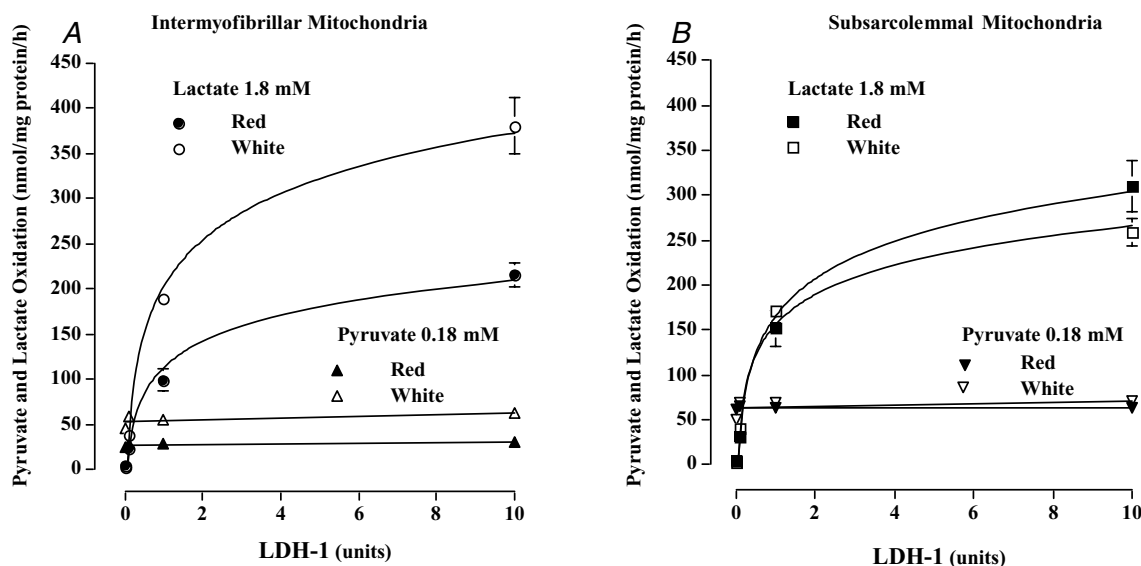 A
Intermyofibrillar Mitochondria
Pyruvate and Lactate Oxidation (nmol/mg protein/h)
450
400
350
300
250
200
150
100
50
0
Lactate 1.8 mM
Red
White
Pyruvate 0.18 mM
Red
White
0 2 4 6 8 10
LDH-1 (units)
B
Subsarcolemmal Mitochondria
Pyruvate and Lactate Oxidation (nmol/mg protein/h)
450
400
350
300
250
200
150
100
50
0
Lactate 1.8 mM
Red
White
Pyruvate 0.18 mM
Red
White
0 2 4 6 8 10
LDH-1 (units)